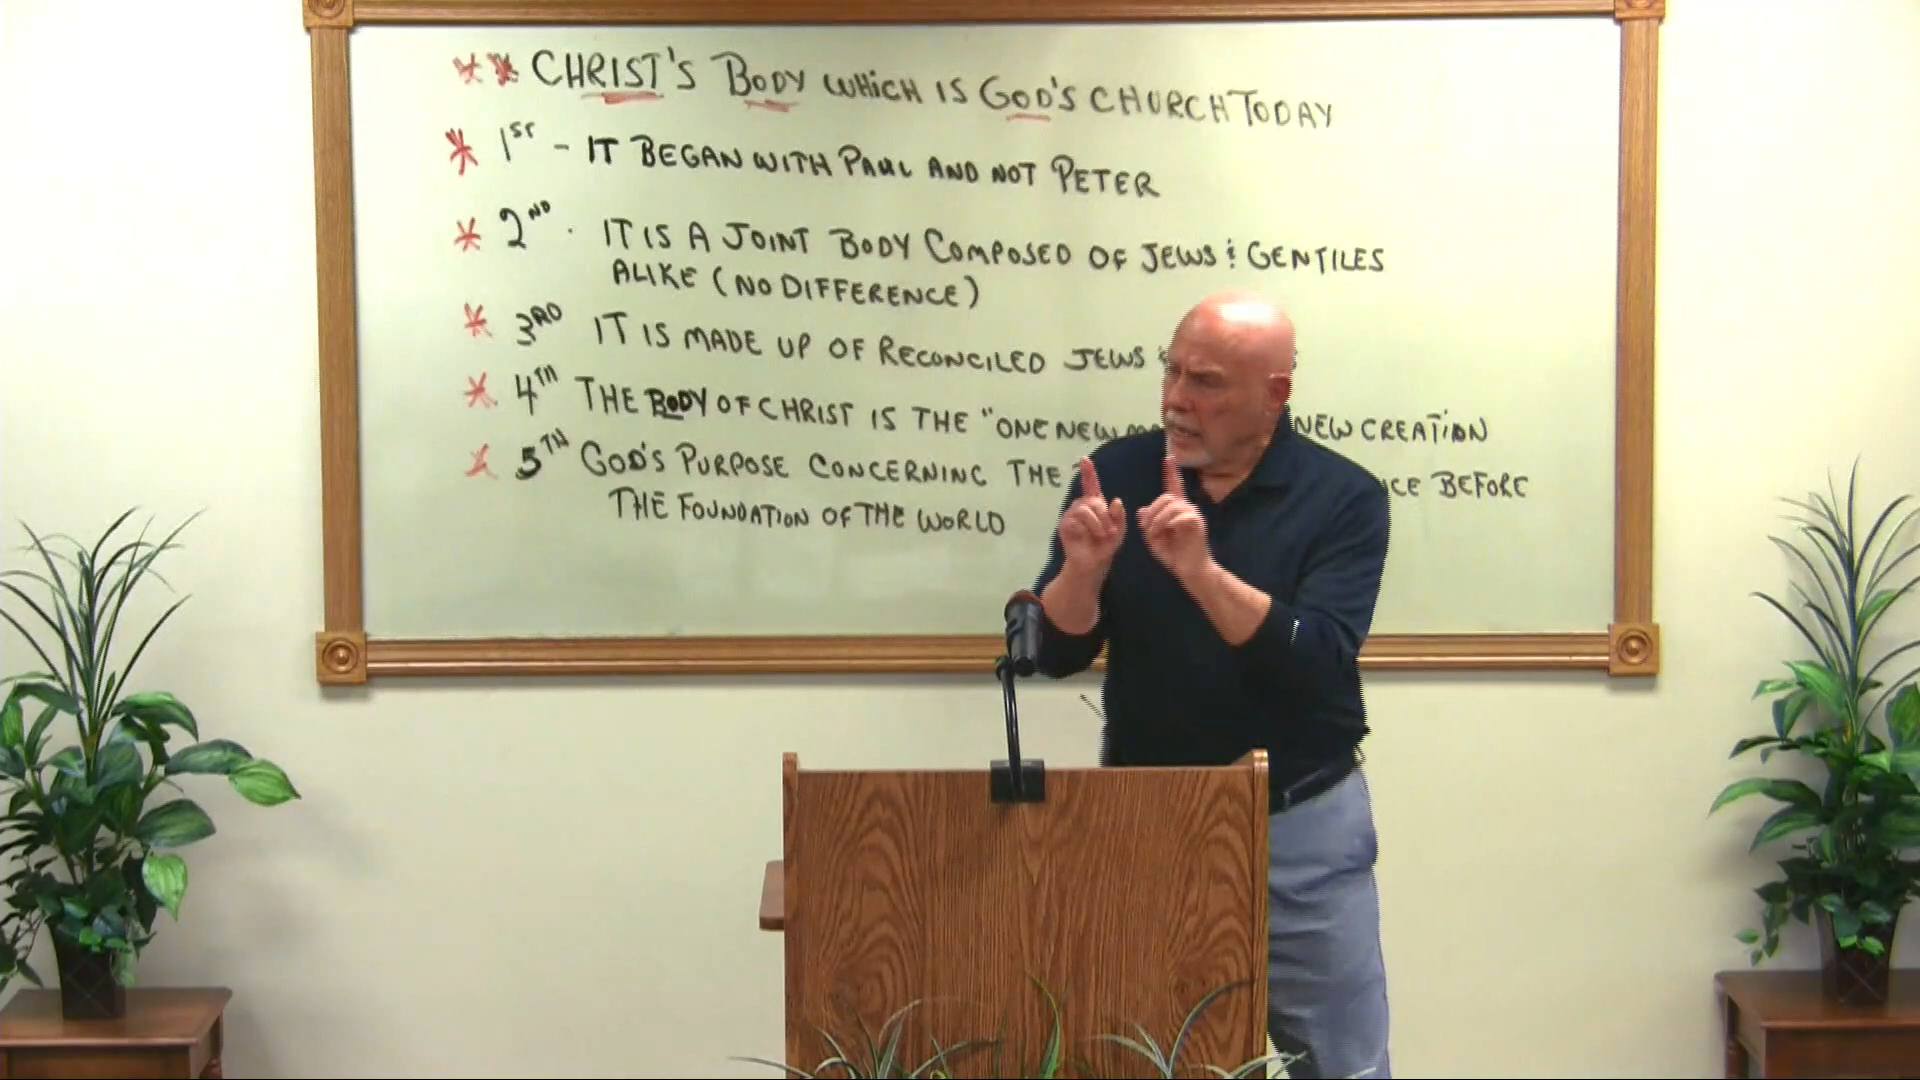 CHRIST'S BODY WHICH IS GOD'S CHURCH TODAY
1ST - IT BEGAN WITH PAUL AND NOT PETER
2ND. IT IS A JOINT BODY COMPOSED OF JEWS & GENTILES
ALIKE (NO DIFFERENCE)
3RD IT IS MADE UP OF RECONCILED JEWS
4TH THE BODY OF CHRIST IS THE "ONE NEW NEW CREATION
5TH GOD'S PURPOSE CONCERNING THE BEFORE
THE FOUNDATION OF THE WORLD